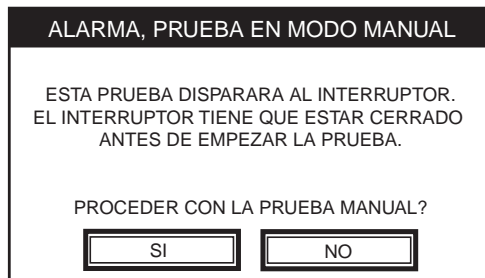 ALARMA, PRUEBA EN MODO MANUAL
ESTA PRUEBA DISPARARA AL INTERRUPTOR.
EL INTERRUPTOR TIENE QUE ESTAR CERRADO
ANTES DE EMPEZAR LA PRUEBA.
PROCEDER CON LA PRUEBA MANUAL?
SI NO